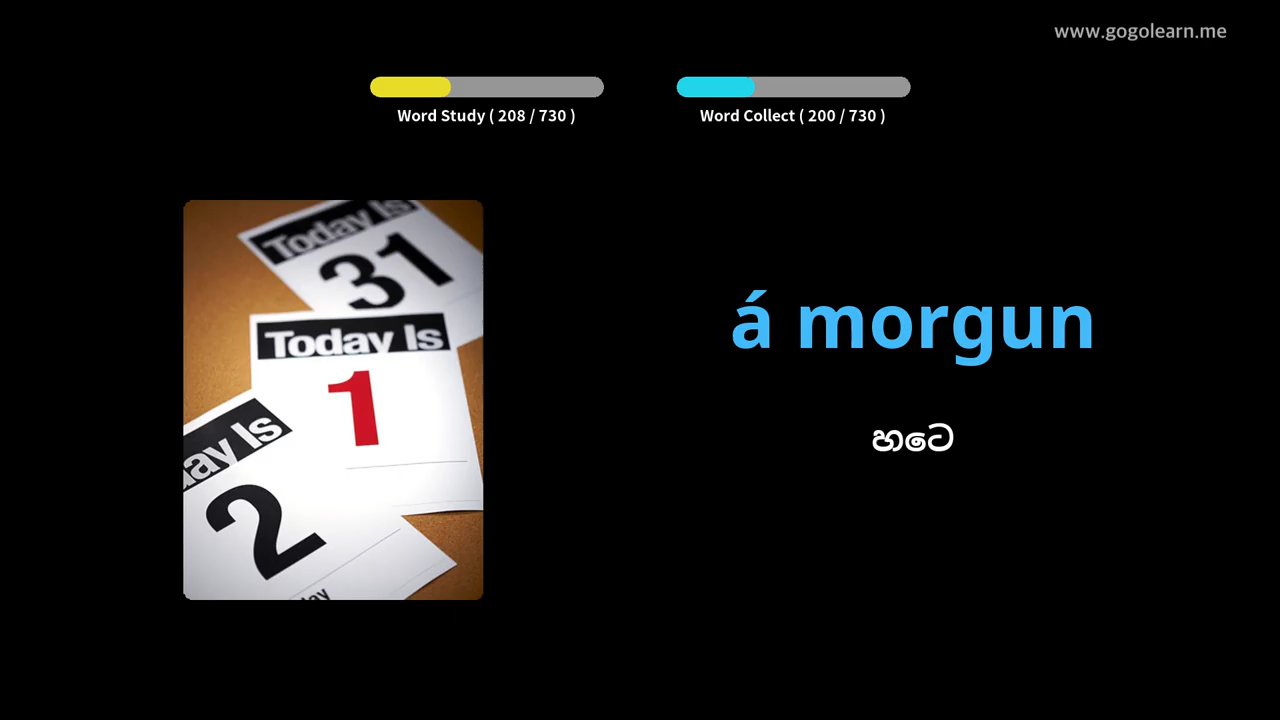 www.gogolearn.me
Word Study ( 208 / 730 )
Word Collect ( 200 / 730 )
Today Is
31
Today Is
1
ay Is
2
á morgun
හෙට